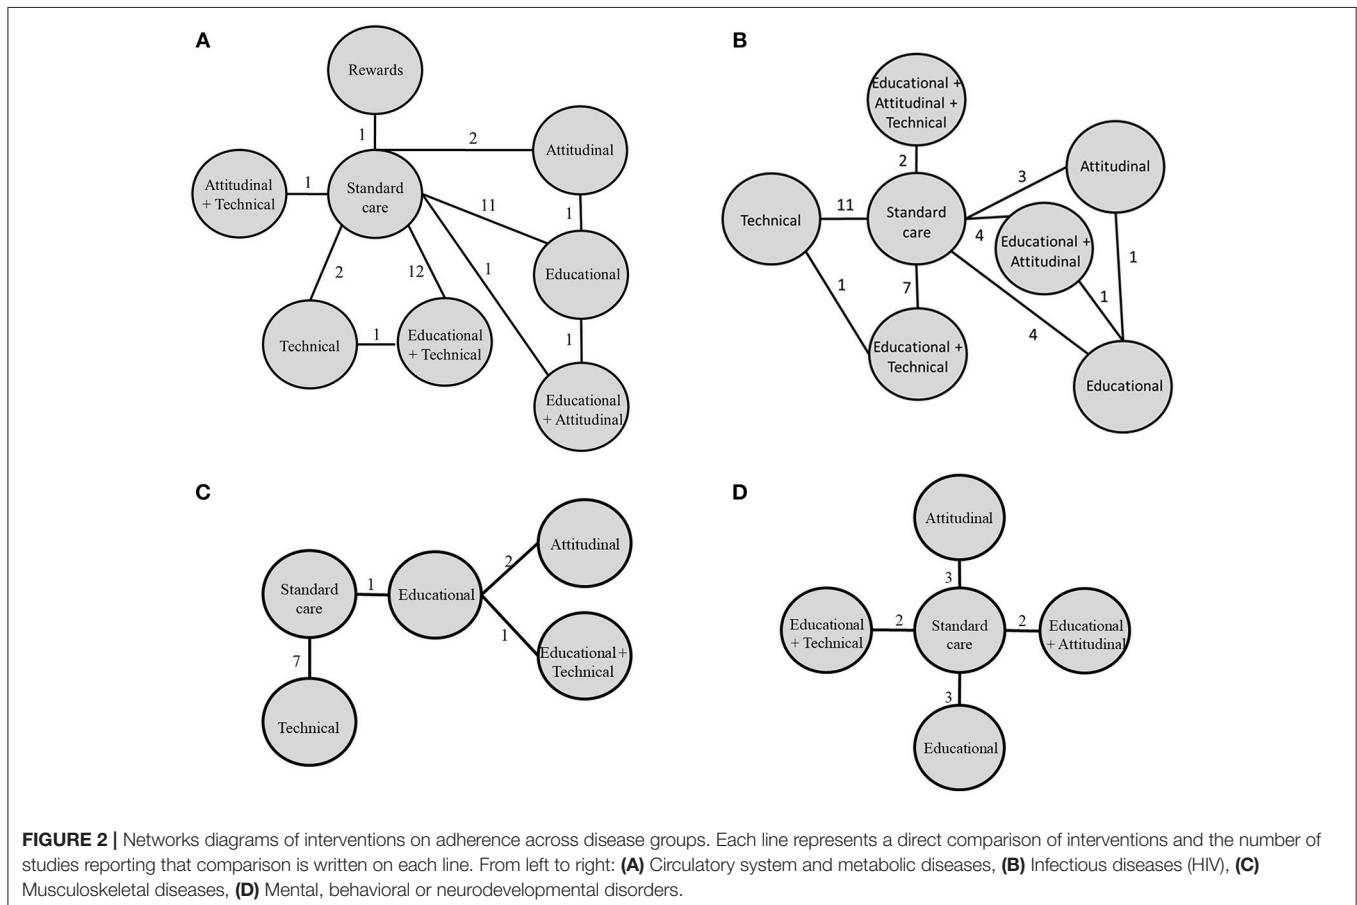 A
Rewards
1
2
Attitudinal
Attitudinal
+ Technical
1
Standard
care
11
1
2
12
1
Educational
Technical
1
Educational
+ Technical
1
Educational
+ Attitudinal
B
Educational +
Attitudinal +
Technical
2
3
Attitudinal
Technical
11
Standard
care
4
Educational +
Attitudinal
1
1
7
1
4
Educational +
Technical
Educational
C
Attitudinal
2
Standard
care
1
Educational
1
Educational +
Technical
7
Technical
D
Attitudinal
3
Educational
+ Technical
2
Standard
care
2
Educational
+ Attitudinal
3
Educational
FIGURE 2 | Networks diagrams of interventions on adherence across disease groups. Each line represents a direct comparison of interventions and the number of
studies reporting that comparison is written on each line. From left to right: (A) Circulatory system and metabolic diseases, (B) Infectious diseases (HIV), (C)
Musculoskeletal diseases, (D) Mental, behavioral or neurodevelopmental disorders.